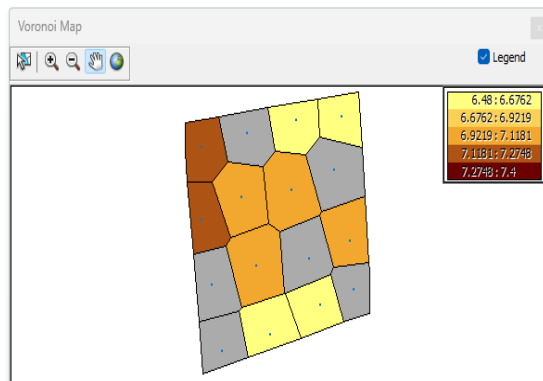 Voronoi Map
Legend
6.48 : 6.6762
6.6762 : 6.9219
6.9219 : 7.1181
7.1181 : 7.2748
7.2748 : 7.4